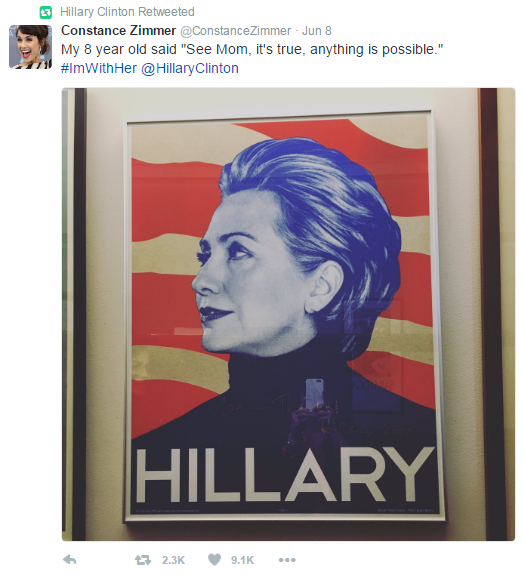 Hillary Clinton Retweeted
Constance Zimmer @ConstanceZimmer · Jun 8
My 8 year old said "See Mom, it's true, anything is possible."
#ImWithHer @HillaryClinton
HILLARY
2.3K 9.1K